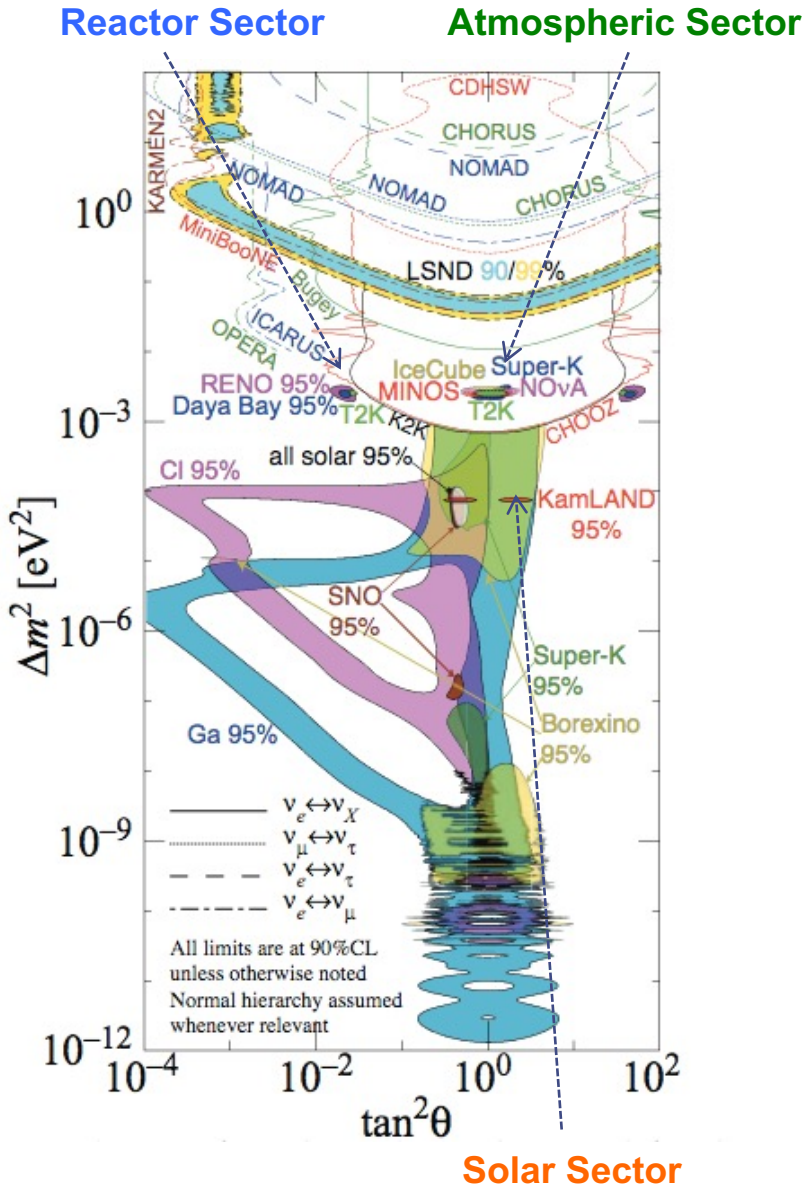 Reactor Sector
Atmospheric Sector
CDHSW
KARMEN2
CHORUS
NOMAD
NOMAD
NOMAD
CHORUS
10⁰
MiniBooNE
LSND 90/99%
Bugey
ICARUS
OPERA
IceCube
Super-K
RENO 95%
MINOS
NOνA
Daya Bay 95%
T2K
T2K
K2K
CHOOZ
10⁻³
all solar 95%
Cl 95%
KamLAND
95%
Δm² [eV²]
SNO
95%
10⁻⁶
Super-K
95%
Borexino
95%
Ga 95%
νe↔νX
10⁻⁹
νμ↔ντ
νe↔ντ
νe↔νμ
All limits are at 90%CL
unless otherwise noted
Normal hierarchy assumed
whenever relevant
10⁻¹²
10⁻⁴
10⁻²
10⁰
10²
tan²θ
Solar Sector